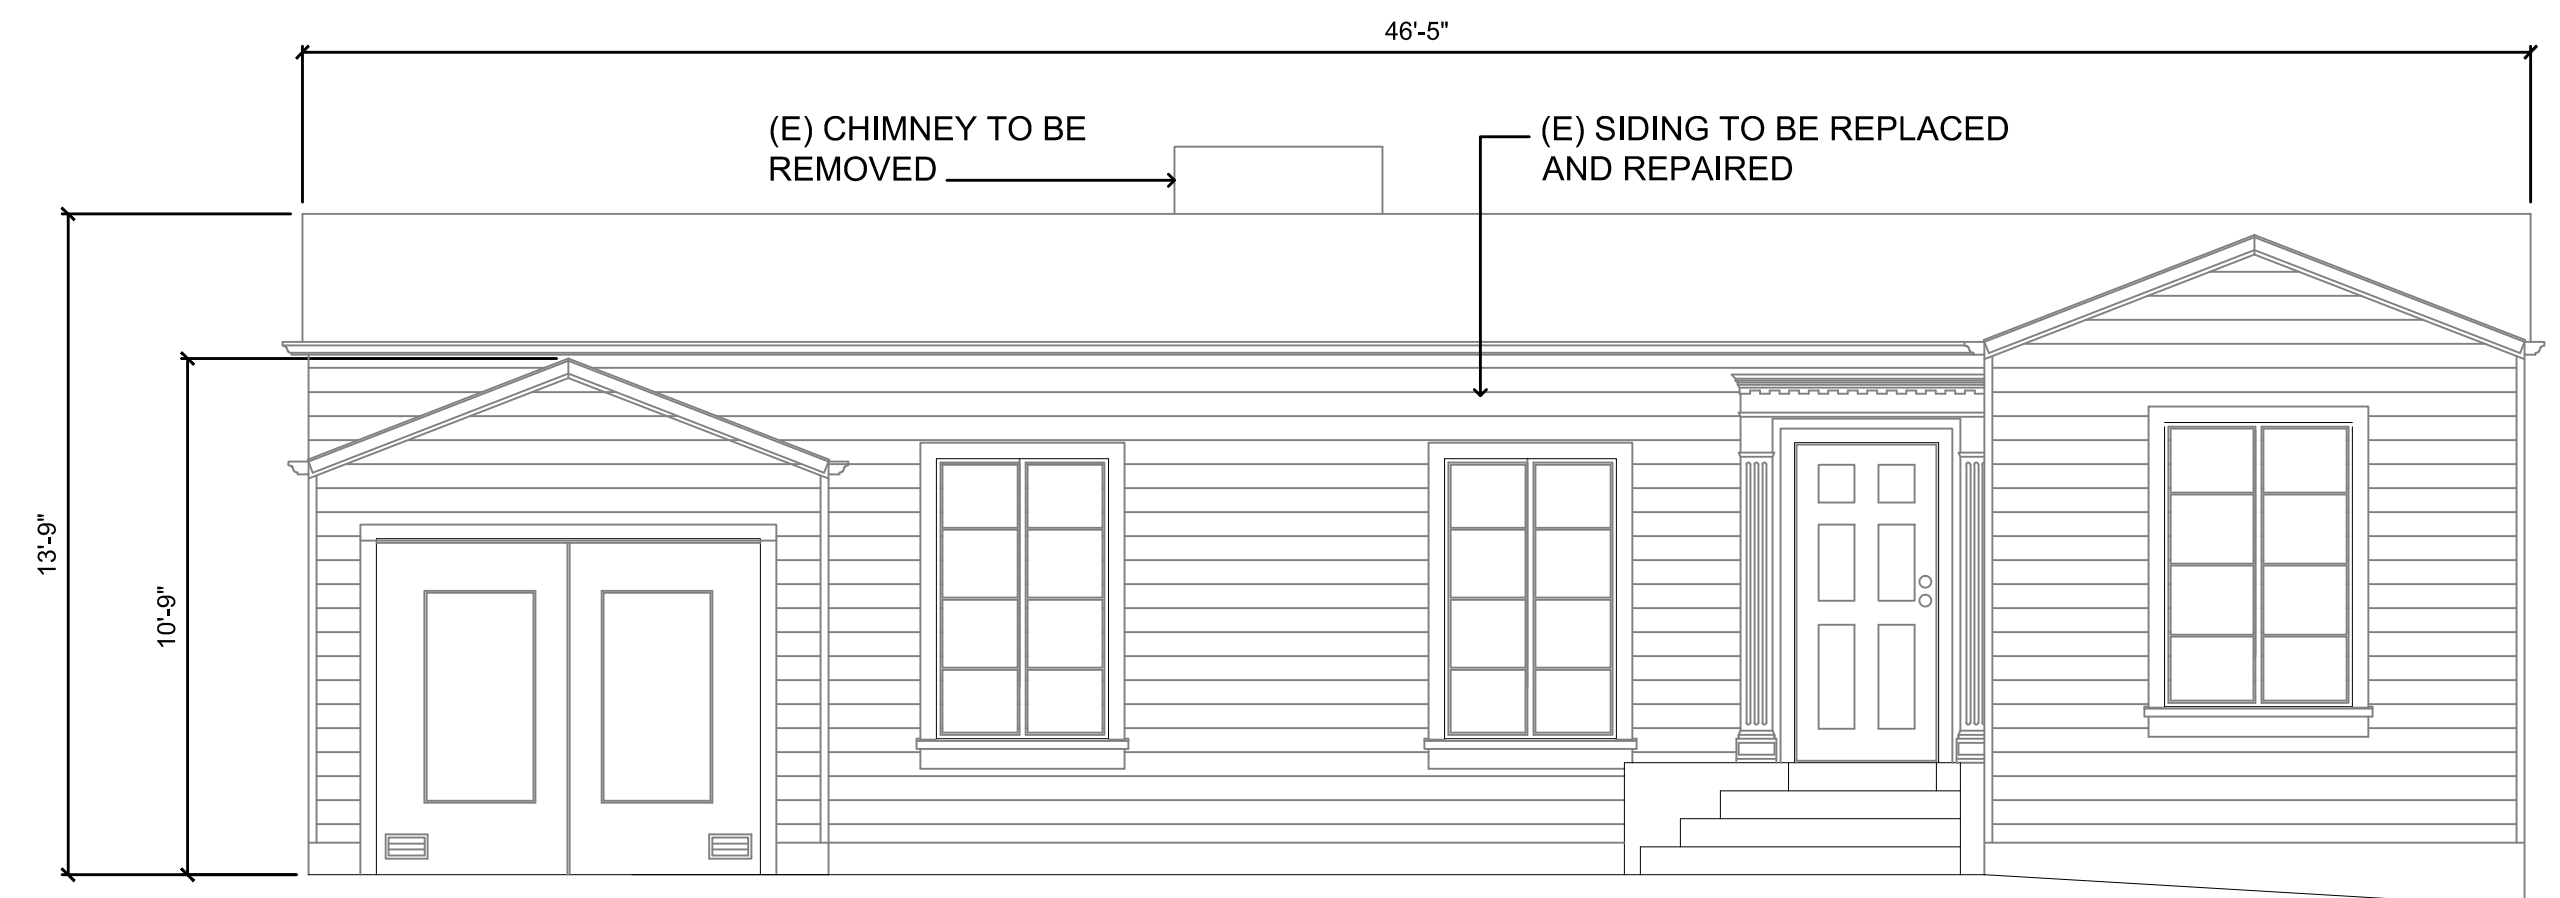 46'-5"
(E) CHIMNEY TO BE
REMOVED
(E) SIDING TO BE REPLACED
AND REPAIRED
13'-9"
10'-9"